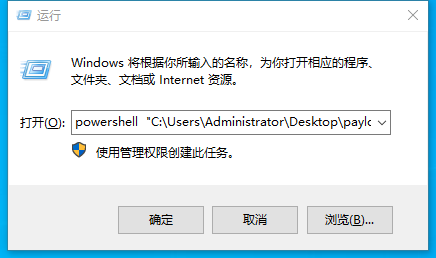 运行
Windows 将根据你所输入的名称，为你打开相应的程序、
文件夹、文档或 Internet 资源。
打开(O): powershell "C:\Users\Administrator\Desktop\paylc
使用管理权限创建此任务。
确定 取消 浏览(B)...